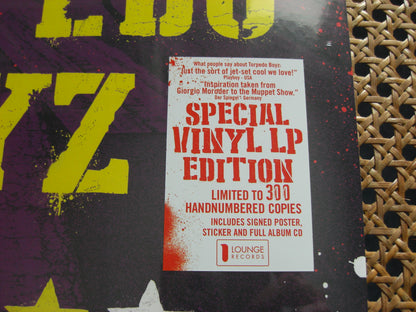 EDO
YZ
What people say about Torpedo Boyz:
"Just the sort of jet-set cool we love!"
Playboy - USA
"Inspiration taken from
Giorgio Moroder to the Muppet Show."
Der Spiegel - Germany
SPECIAL
VINYL LP
EDITION
LIMITED TO 300
HANDNUMBERED COPIES
INCLUDES SIGNED POSTER,
STICKER AND FULL ALBUM CD
LOUNGE
RECORDS